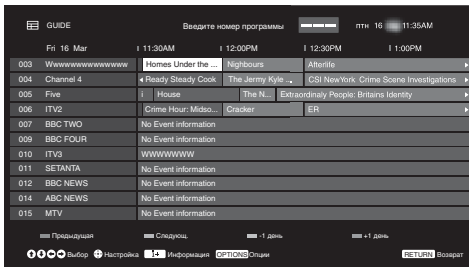 GUIDE Введите номер программы птн 16 11:35AM
Fri 16 Mar 11:30AM 12:00PM 12:30PM 1:00PM
003 Wwwwwwwwwwwwww Homes Under the ... Nighbours Afterlife
004 Channel 4 Ready Steady Cook The Jermy Kyle ... CSI NewYork: Crime Scene Investigations
005 Five i House The N... Extraordinaly People: Britains Identity
006 ITV2 Crime Hour: Midso... Cracker ER
007 BBC TWO No Event information
009 BBC FOUR No Event information
010 ITV3 WWWWWWW
011 SETANTA No Event information
012 BBC NEWS No Event information
014 ABC NEWS No Event information
015 MTV No Event information
Предыдущая Следующ. -1 день +1 день
Выбор Настройка i+ Информация OPTIONS Опции RETURN Возврат